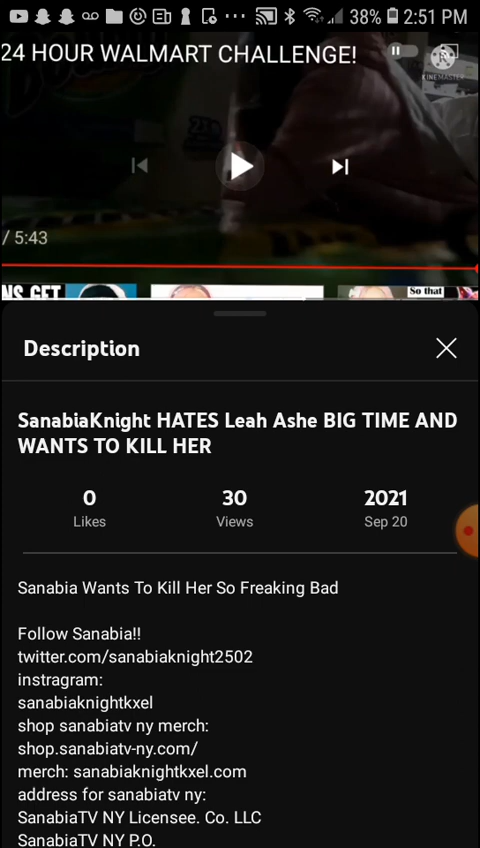 38% 2:51 PM
24 HOUR WALMART CHALLENGE!
KINEMASTER
/ 5:43
NS GET
So that
Description
SanabiaKnight HATES Leah Ashe BIG TIME AND
WANTS TO KILL HER
0 30 2021
Likes Views Sep 20
Sanabia Wants To Kill Her So Freaking Bad
Follow Sanabia!!
twitter.com/sanabiaknight2502
instragram:
sanabiaknightkxel
shop sanabiatv ny merch:
shop.sanabiatv-ny.com/
merch: sanabiaknightkxel.com
address for sanabiatv ny:
SanabiaTV NY Licensee. Co. LLC
SanabiaTV NY P.O.